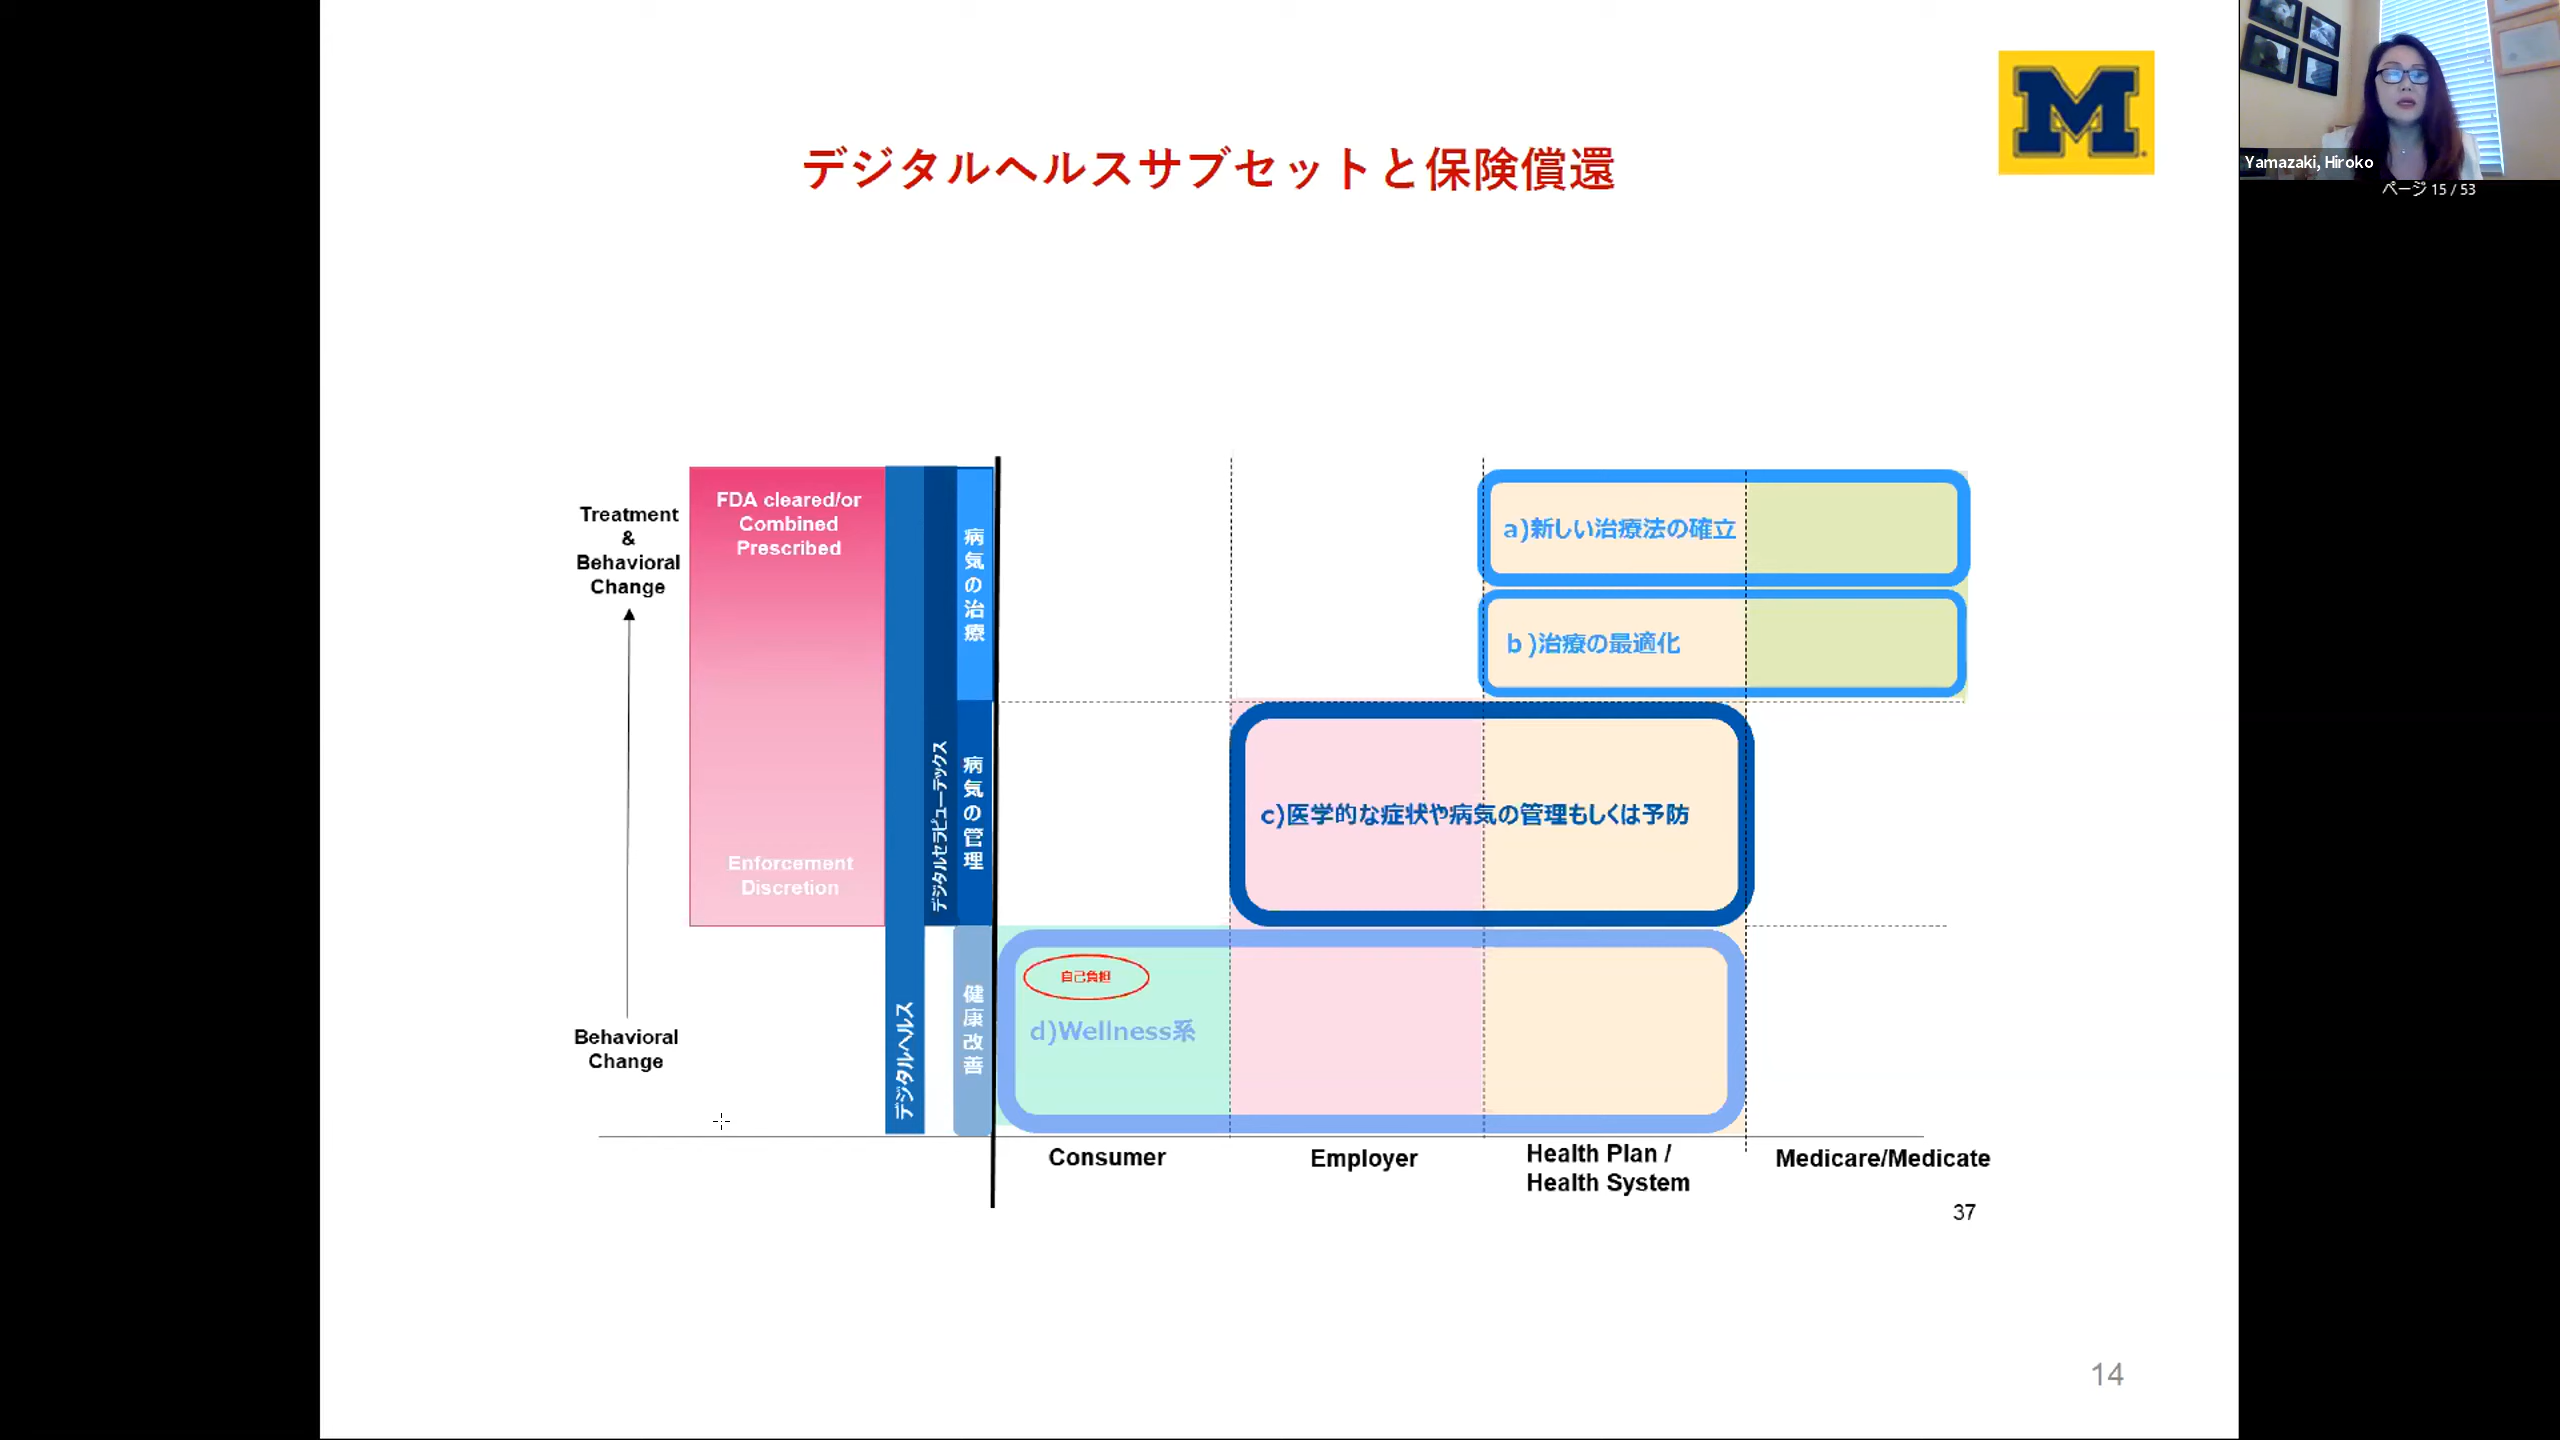 デジタルヘルスサブセットと保険償還
M
Yamazaki, Hiroko
ページ 15 / 53
Treatment
&
Behavioral
Change
FDA cleared/or
Combined
Prescribed
Enforcement
Discretion
Behavioral
Change
デジタルヘルス
デジタルセラピューテックス
病気の治療
病気の管理
健康改善
a)新しい治療法の確立
b)治療の最適化
c)医学的な症状や病気の管理もしくは予防
自己負担
d)Wellness系
Consumer
Employer
Health Plan /
Health System
Medicare/Medicate
37
14